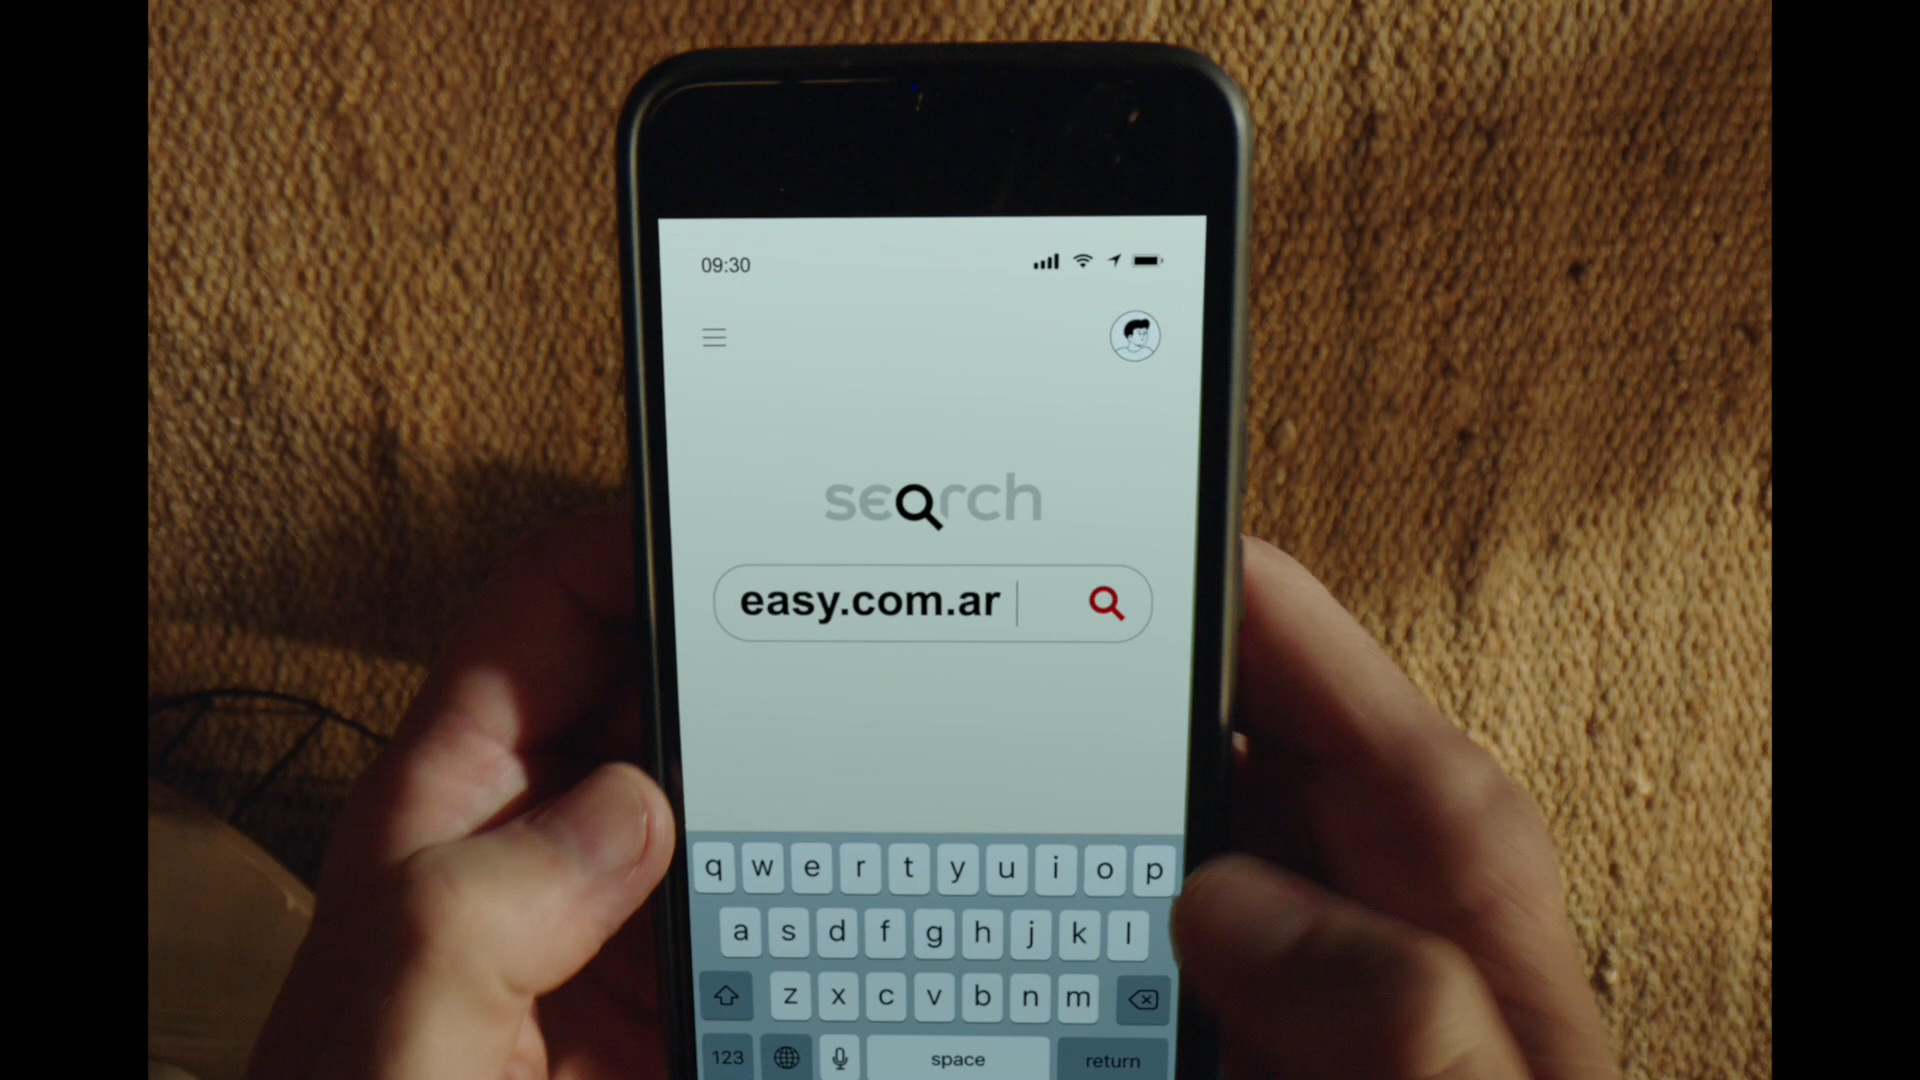 09:30
search
easy.com.ar
q w e r t y u i o p
a s d f g h j k l
z x c v b n m
123 space return